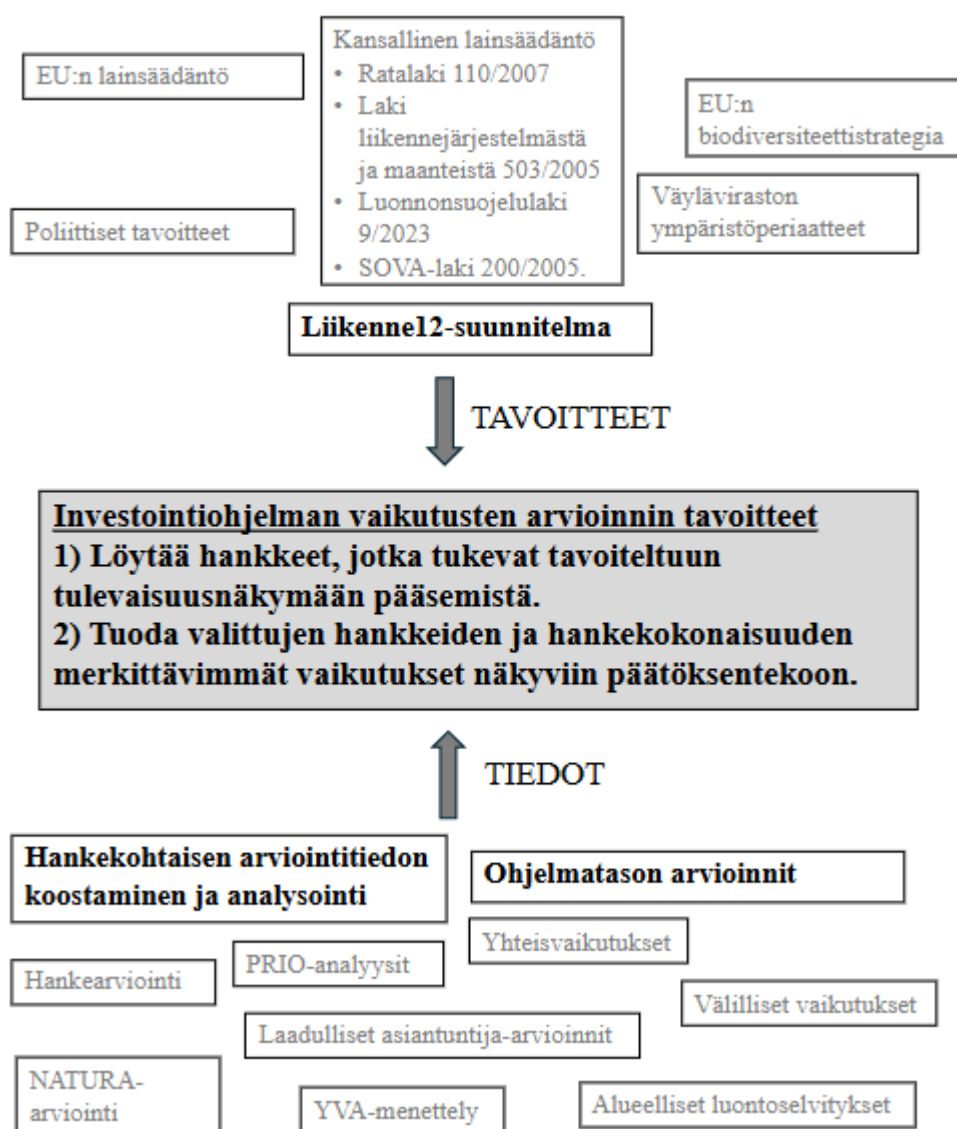 EU:n lainsäädäntö
Kansallinen lainsäädäntö
• Ratalaki 110/2007
• Laki
liikennejärjestelmästä
ja maanteistä 503/2005
• Luonnonsuojelulaki
9/2023
• SOVA-laki 200/2005.
EU:n
biodiversiteettistrategia
Poliittiset tavoitteet
Väyläviraston
ympäristöperiaatteet
Liikenne12-suunnitelma
TAVOITTEET
Investointiohjelman vaikutusten arvioinnin tavoitteet
1) Löytää hankkeet, jotka tukevat tavoiteltuun
tulevaisuusnäkymään pääsemistä.
2) Tuoda valittujen hankkeiden ja hankekokonaisuuden
merkittävimmät vaikutukset näkyviin päätöksentekoon.
TIEDOT
Hankekohtaisen arviointitiedon
koostaminen ja analysointi
Ohjelmatason arvioinnit
Yhteisvaikutukset
PRIO-analyysit
Hankearviointi
Välilliset vaikutukset
Laadulliset asiantuntija-arvioinnit
NATURA-
arviointi
YVA-menettely
Alueelliset luontoselvitykset